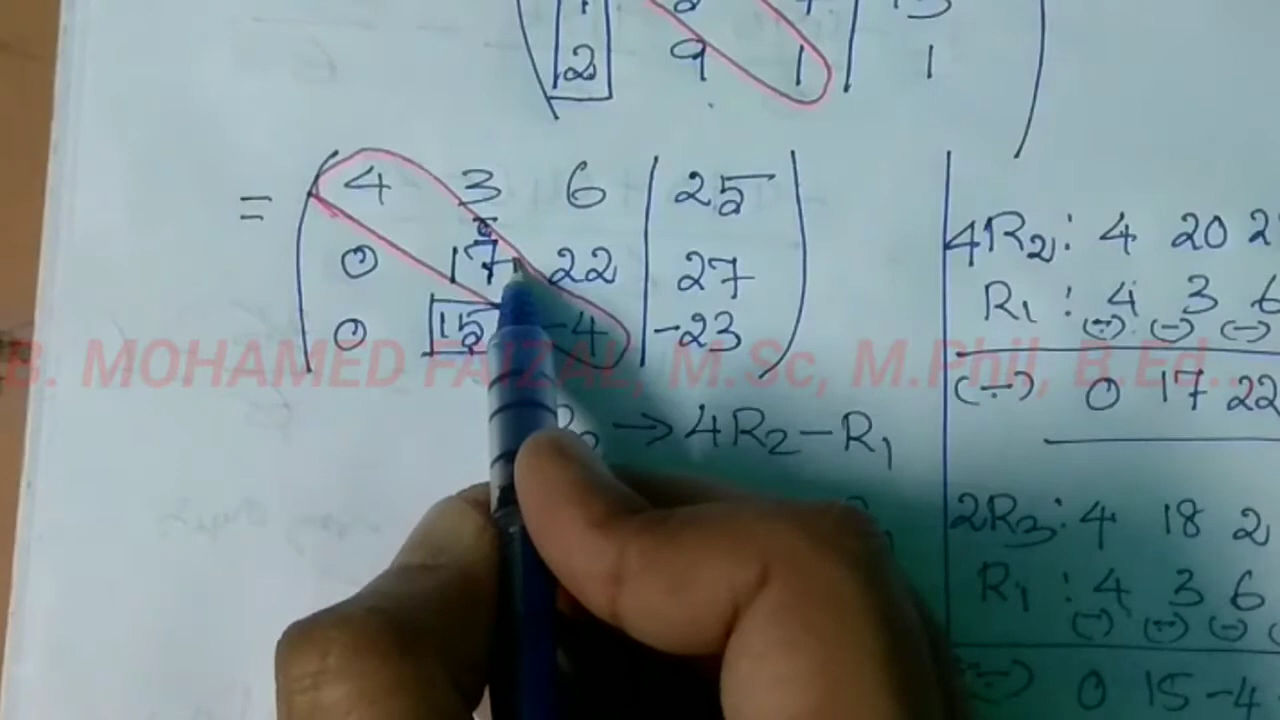 2 9 1 1
= 4 3 6 25
0 17 22 27
0 15 -4 -23
→ 4R2 - R1
4R2 : 4 20
R1 : 4 3 6
(-) (-) (-)
(-) 0 17 22
2R3 : 4 18 2
R1 : 4 3 6
(-) (-) (-)
(-) 0 15 -4
B. MOHAMED FAIZAL, M.Sc, M.Phil, B.Ed..,